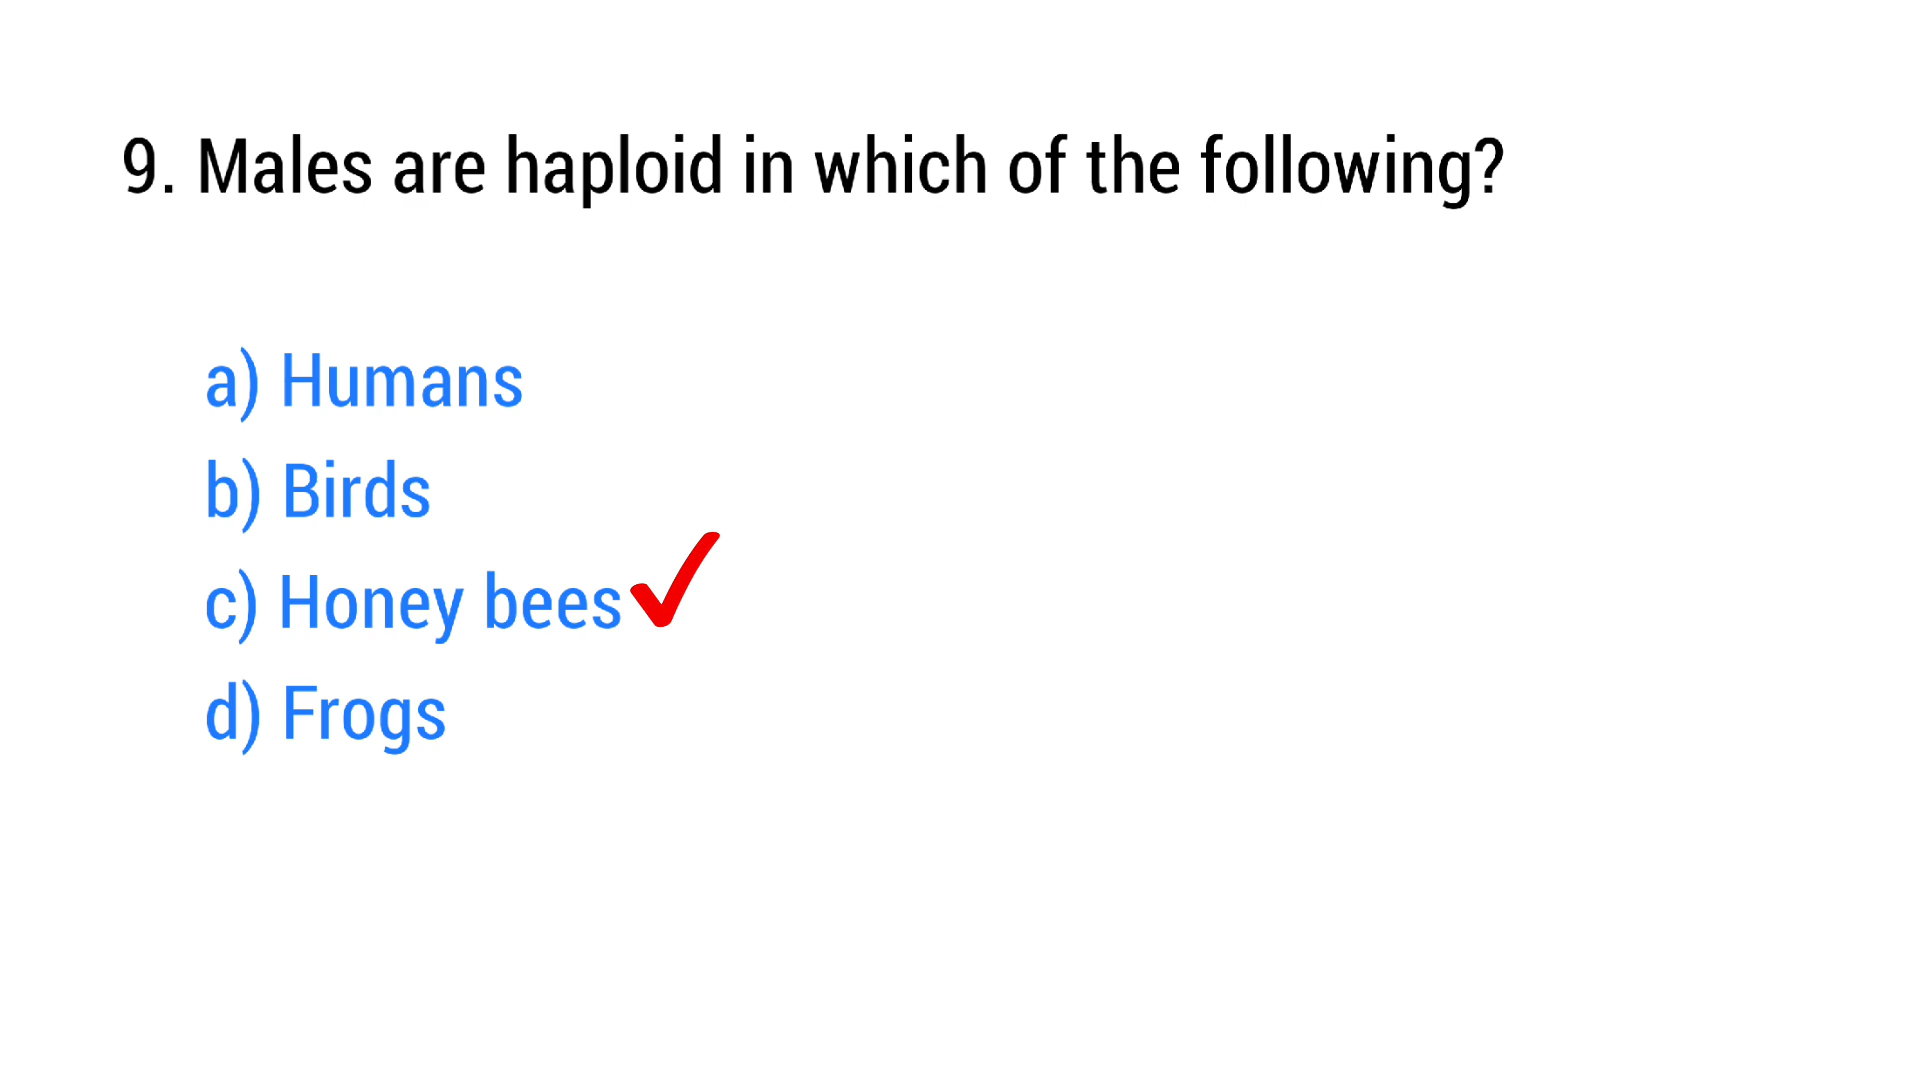 9. Males are haploid in which of the following?
a) Humans
b) Birds
c) Honey bees
d) Frogs